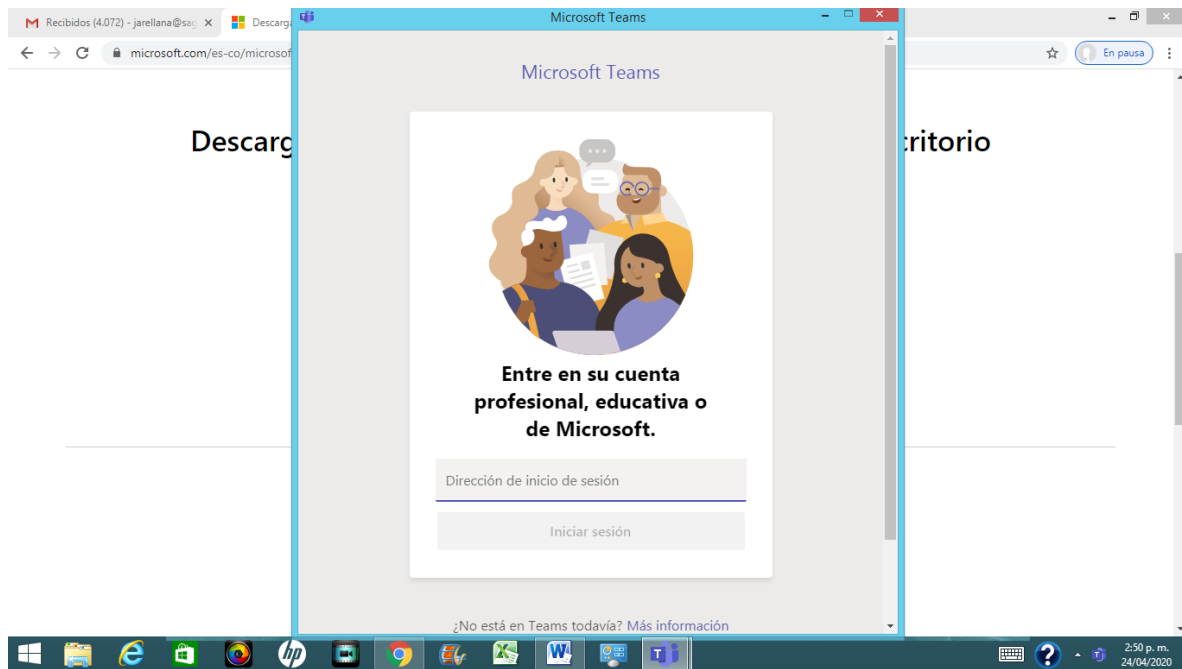 Recibidos (4.072) - jarellana@sag
Descarg
Microsoft Teams
microsoft.com/es-co/microsof
En pausa
Microsoft Teams
Descarg
critorio
Entre en su cuenta
profesional, educativa o
de Microsoft.
Dirección de inicio de sesión
Iniciar sesión
¿No está en Teams todavía? Más información
hp
2:50 p. m.
24/04/2020